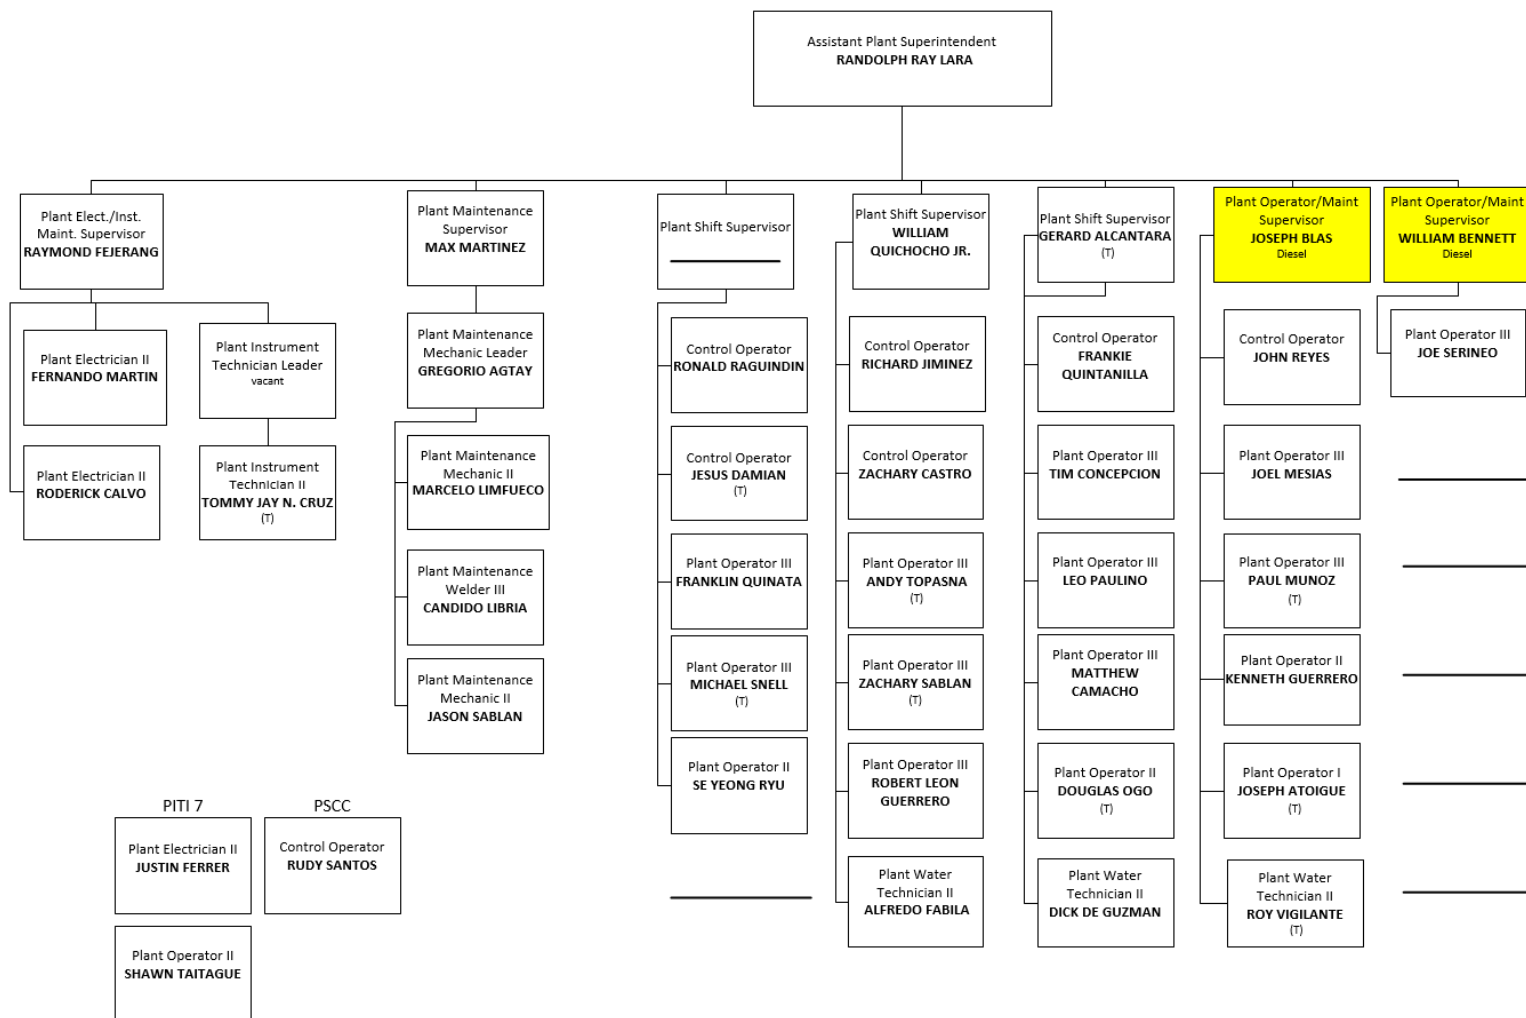 Assistant Plant Superintendent
RANDOLPH RAY LARA
Plant Elect./Inst.
Maint. Supervisor
RAYMOND FEJERANG
Plant Maintenance
Supervisor
MAX MARTINEZ
Plant Shift Supervisor
Plant Shift Supervisor
WILLIAM
QUICHOCHO JR.
Plant Shift Supervisor
GERARD ALCANTARA
(T)
Plant Operator/Maint
Supervisor
JOSEPH BLAS
Diesel
Plant Operator/Maint
Supervisor
WILLIAM BENNETT
Diesel
Plant Electrician II
FERNANDO MARTIN
Plant Instrument
Technician Leader
vacant
Plant Maintenance
Mechanic Leader
GREGORIO AGTAY
Control Operator
RONALD RAGUINDIN
Control Operator
RICHARD JIMINEZ
Control Operator
FRANKIE
QUINTANILLA
Control Operator
JOHN REYES
Plant Operator III
JOE SERINEO
Plant Electrician II
RODERICK CALVO
Plant Instrument
Technician II
TOMMY JAY N. CRUZ
(T)
Plant Maintenance
Mechanic II
MARCELO LIMFUECO
Control Operator
JESUS DAMIAN
(T)
Control Operator
ZACHARY CASTRO
Plant Operator III
TIM CONCEPCION
Plant Operator III
JOEL MESIAS
Plant Maintenance
Welder III
CANDIDO LIBRIA
Plant Operator III
FRANKLIN QUINATA
Plant Operator III
ANDY TOPASNA
(T)
Plant Operator III
LEO PAULINO
Plant Operator III
PAUL MUNOZ
(T)
Plant Maintenance
Mechanic II
JASON SABLAN
Plant Operator III
MICHAEL SNELL
(T)
Plant Operator III
ZACHARY SABLAN
(T)
Plant Operator III
MATTHEW
CAMACHO
Plant Operator II
KENNETH GUERRERO
Plant Operator II
SE YEONG RYU
Plant Operator III
ROBERT LEON
GUERRERO
Plant Operator II
DOUGLAS OGO
(T)
Plant Operator I
JOSEPH ATOIGUE
(T)
PITI 7
PSCC
Plant Electrician II
JUSTIN FERRER
Control Operator
RUDY SANTOS
Plant Water
Technician II
ALFREDO FABILA
Plant Water
Technician II
DICK DE GUZMAN
Plant Water
Technician II
ROY VIGILANTE
(T)
Plant Operator II
SHAWN TAITAGUE